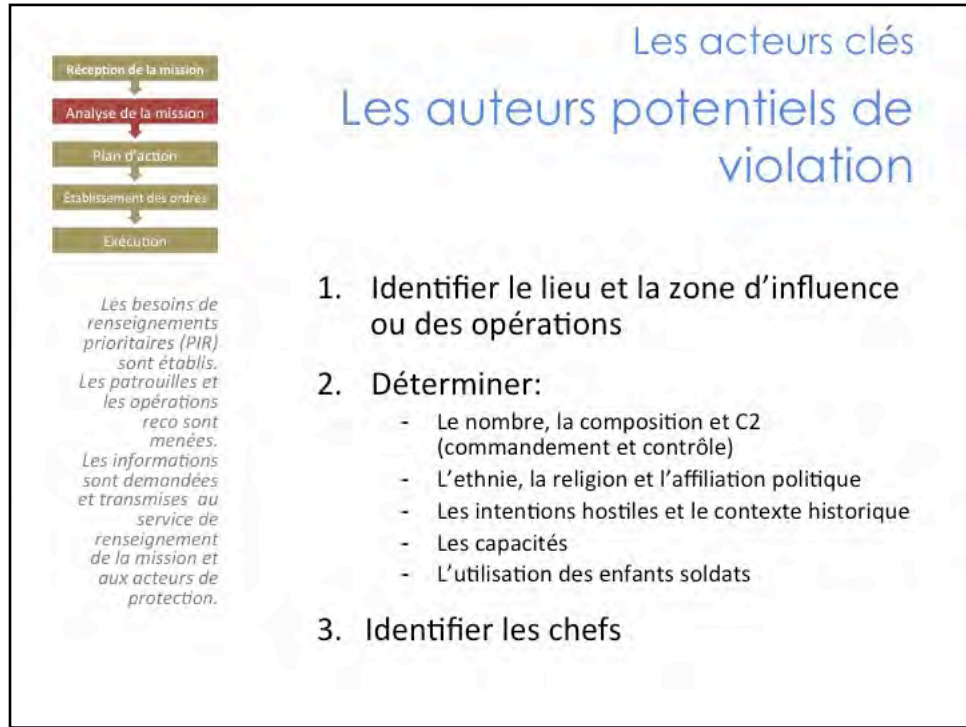 Les acteurs clés
Les auteurs potentiels de
violation
Réception de la mission
Analyse de la mission
Plan d'action
Établissement des ordres
Exécution
Les besoins de
renseignements
prioritaires (PIR)
sont établis.
Les patrouilles et
les opérations
reco sont
menées.
Les informations
sont demandées
et transmises au
service de
renseignement
de la mission et
aux acteurs de
protection.
1. Identifier le lieu et la zone d'influence
ou des opérations
2. Déterminer:
- Le nombre, la composition et C2
(commandement et contrôle)
- L'ethnie, la religion et l'affiliation politique
- Les intentions hostiles et le contexte historique
- Les capacités
- L'utilisation des enfants soldats
3. Identifier les chefs